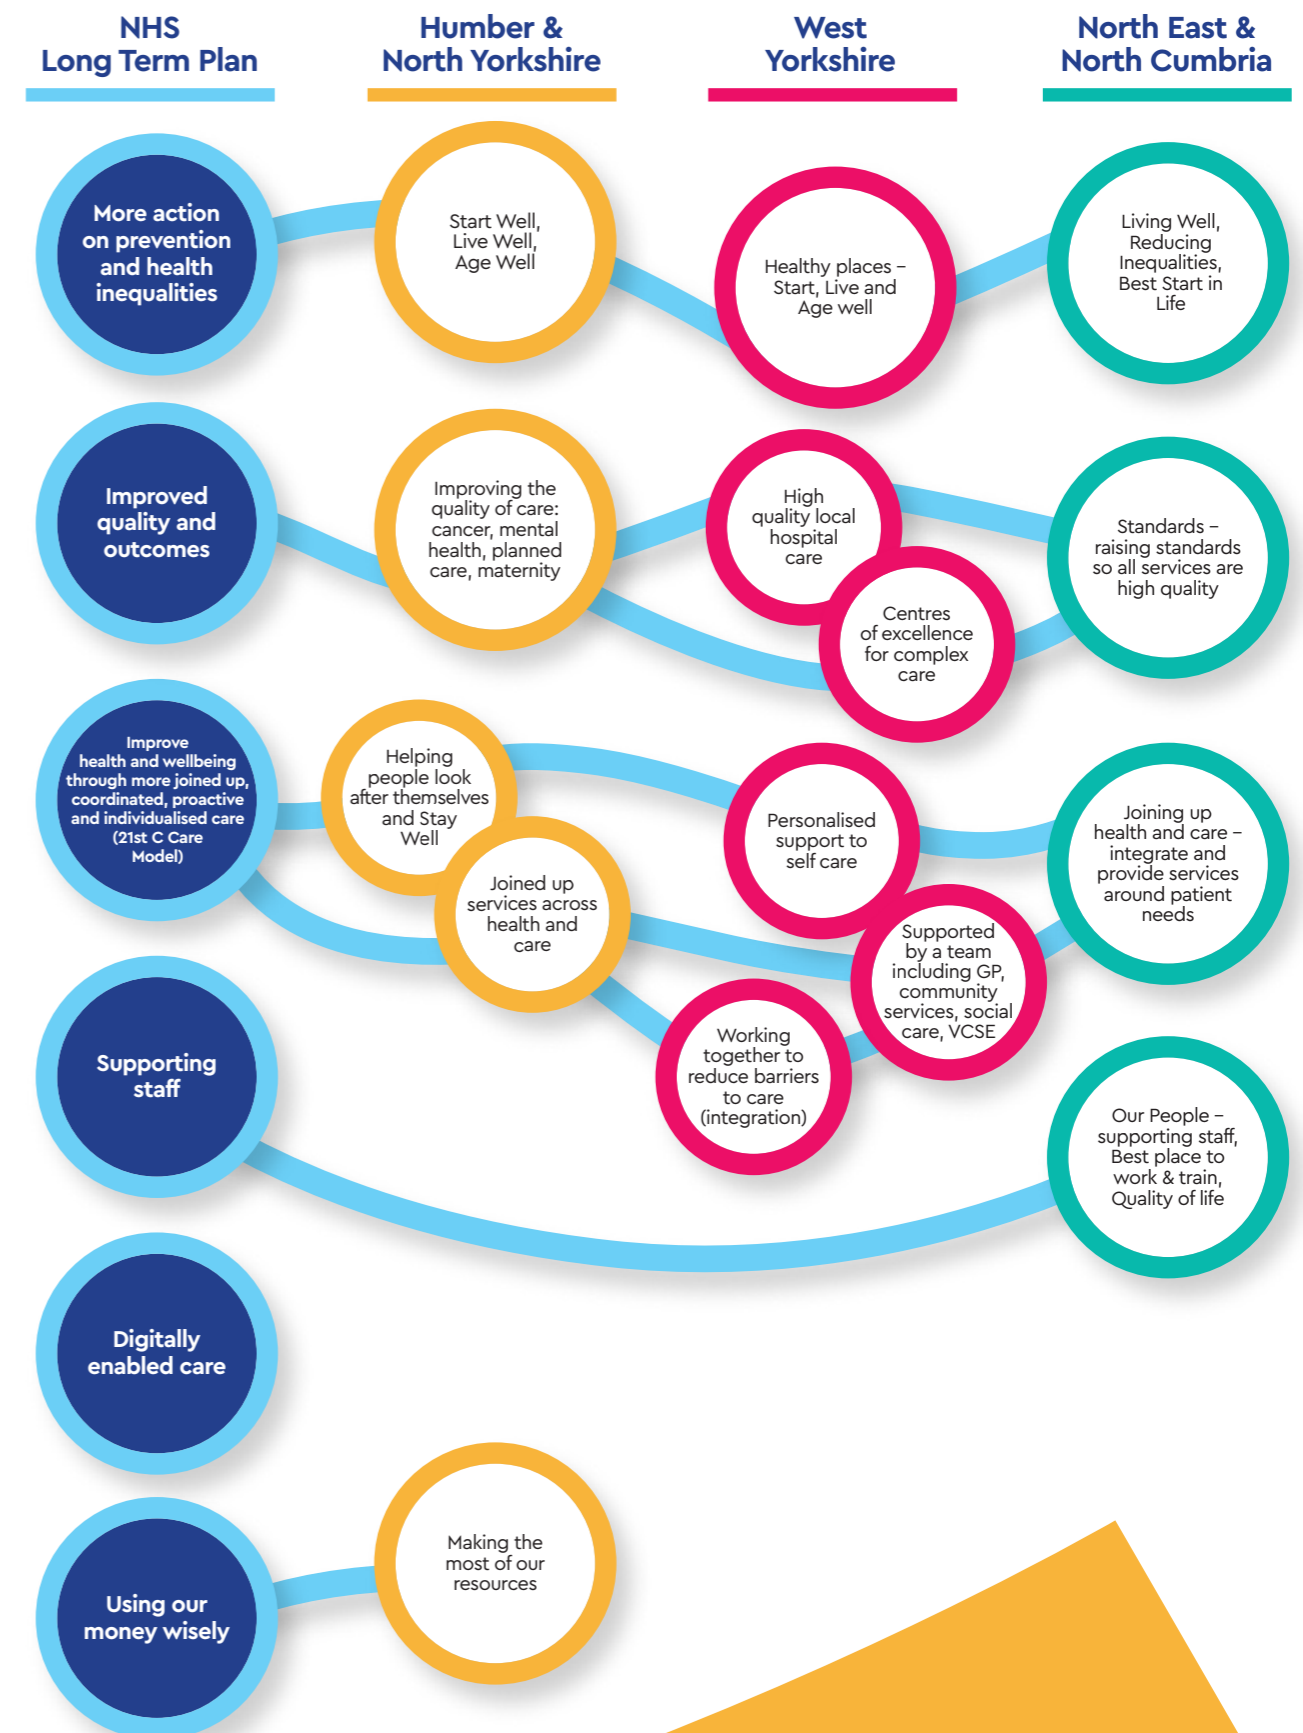 NHS
Long Term Plan
Humber &
North Yorkshire
West
Yorkshire
North East &
North Cumbria
More action
on prevention
and health
inequalities
Start Well,
Live Well,
Age Well
Healthy places –
Start, Live and
Age well
Living Well,
Reducing
Inequalities,
Best Start in
Life
Improved
quality and
outcomes
Improving the
quality of care:
cancer, mental
health, planned
care, maternity
High
quality local
hospital
care
Centres
of excellence
for complex
care
Standards –
raising standards
so all services are
high quality
Improve
health and wellbeing
through more joined up,
coordinated, proactive
and individualised care
(21st C Care
Model)
Helping
people look
after themselves
and Stay
Well
Joined up
services across
health and
care
Personalised
support to
self care
Supported
by a team
including GP,
community
services, social
care, VCSE
Working
together to
reduce barriers
to care
(integration)
Joining up
health and care –
integrate and
provide services
around patient
needs
Supporting
staff
Our People –
supporting staff,
Best place to
work & train,
Quality of life
Digitally
enabled care
Using our
money wisely
Making the
most of our
resources